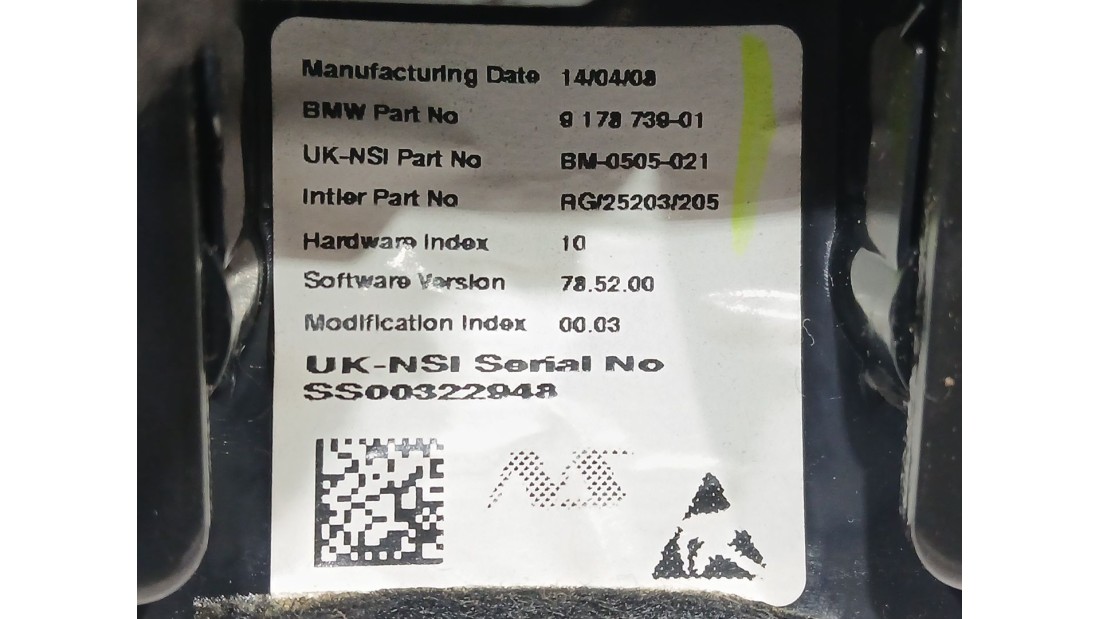 Manufacturing Date 14/04/08
BMW Part No 9 178 739-01
UK-NSI Part No BM-0505-021
Intier Part No AG/25203/205
Hardware Index 10
Software Version 78.52.00
Modification Index 00.03
UK-NSI Serial No
SS00322948
NS